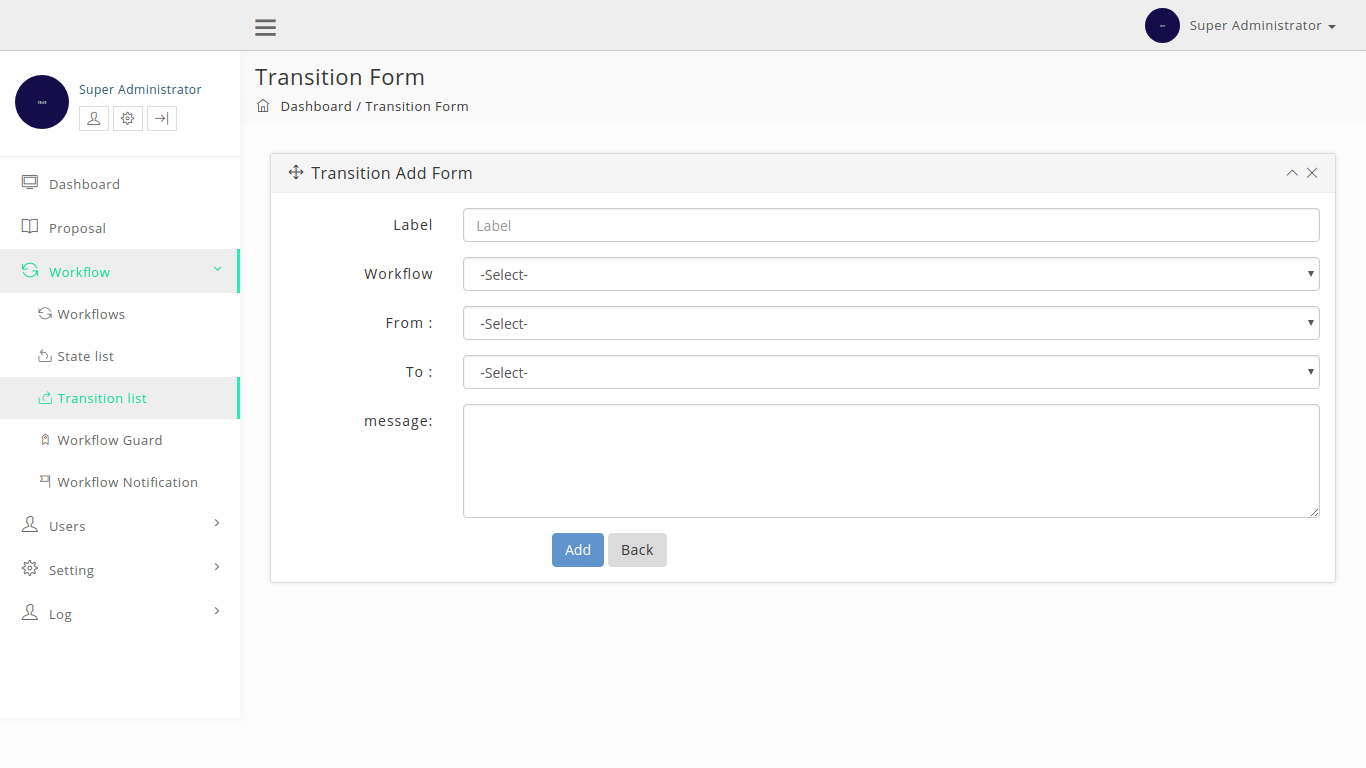 Super Administrator
Super Administrator
Transition Form
Dashboard / Transition Form
Transition Add Form
Dashboard
Proposal
Workflow
Workflows
State list
Transition list
Workflow Guard
Workflow Notification
Users
Setting
Log
Label
Label
Workflow
-Select-
From :
-Select-
To :
-Select-
message:
Add
Back